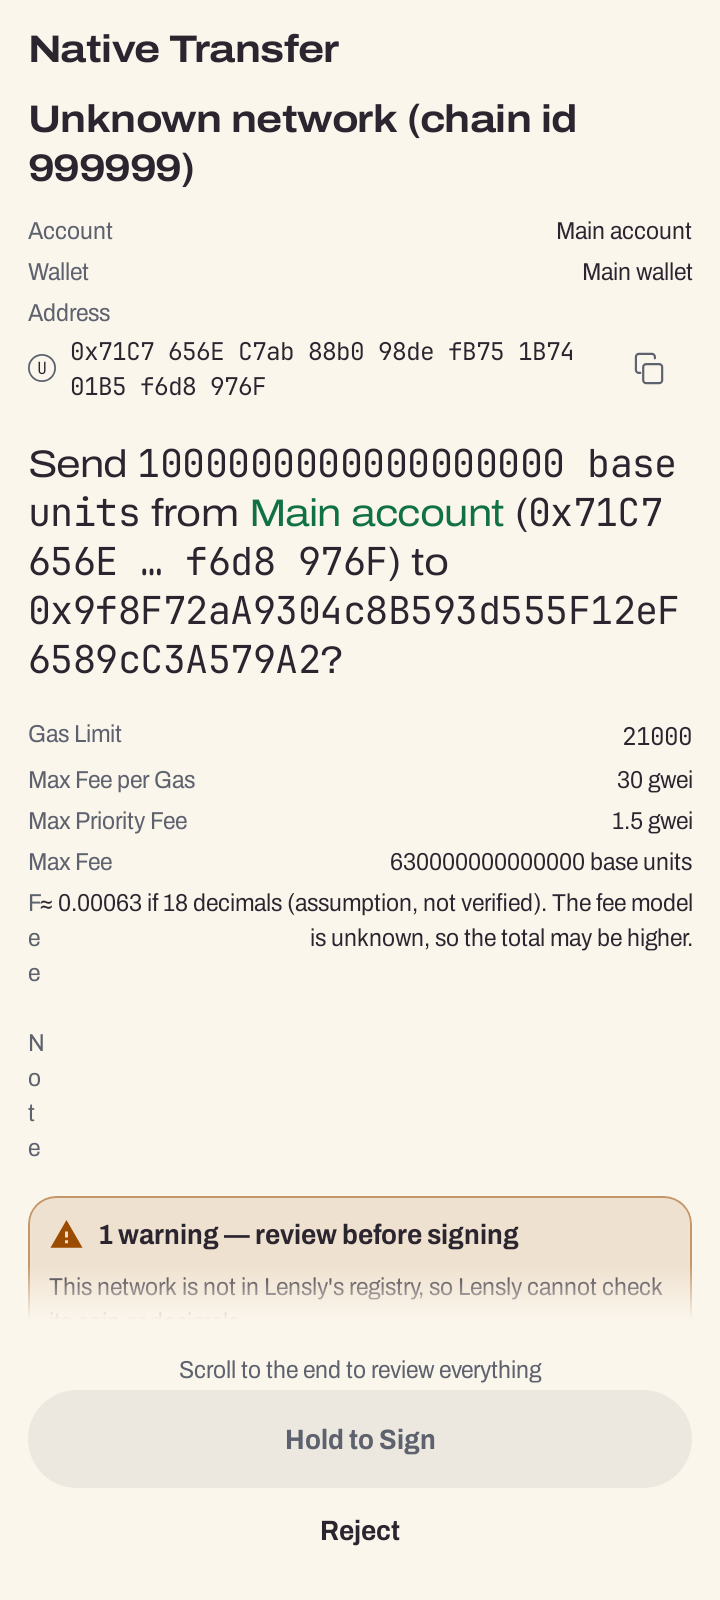 Native Transfer
Unknown network (chain id
999999)
Account Main account
Wallet Main wallet
Address
U 0x71C7 656E C7ab 88b0 98de fB75 1B74
01B5 f6d8 976F
Send 1000000000000000000 base
units from Main account (0x71C7
656E … f6d8 976F) to
0x9f8F72aA9304c8B593d555F12eF
6589cC3A579A2?
Gas Limit 21000
Max Fee per Gas 30 gwei
Max Priority Fee 1.5 gwei
Max Fee 630000000000000 base units
Fee Note ≈ 0.00063 if 18 decimals (assumption, not verified). The fee model
is unknown, so the total may be higher.
1 warning — review before signing
This network is not in Lensly's registry, so Lensly cannot check
Scroll to the end to review everything
Hold to Sign
Reject